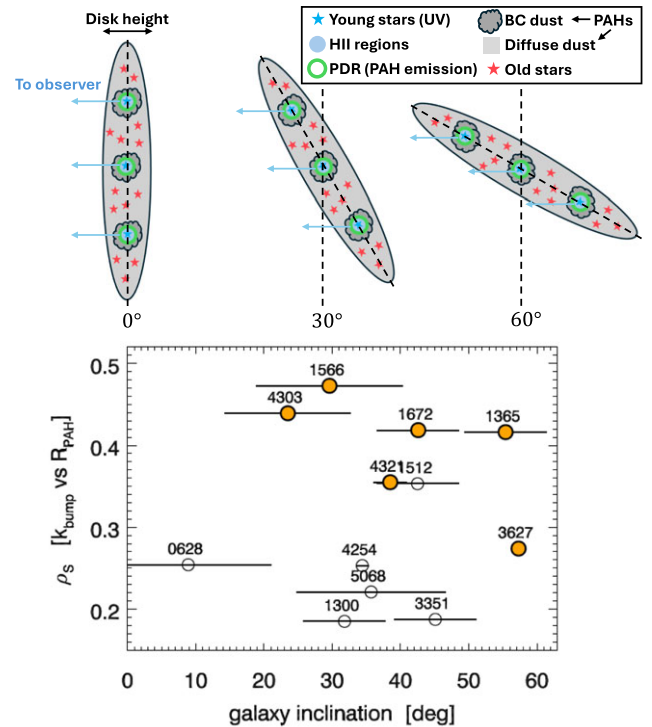 Disk height
To observer
Young stars (UV)
HII regions
PDR (PAH emission)
BC dust
PAHs
Diffuse dust
Old stars
0°
30°
60°
0.5
0.4
0.3
0.2
ρS [kbump vs RPAH]
1566
4303
1672
1365
4321
1512
3627
0628
4254
5068
1300
3351
0 10 20 30 40 50 60
galaxy inclination [deg]